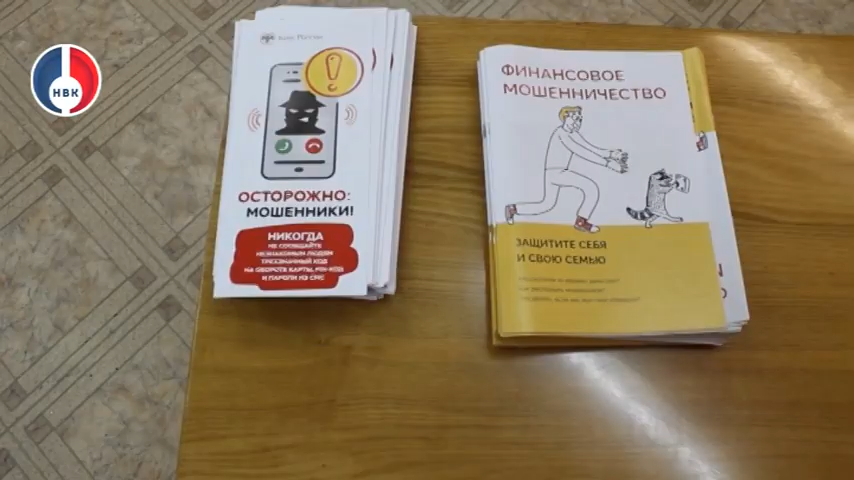 НВК
Банк России
ОСТОРОЖНО:
МОШЕННИКИ!
НИКОГДА
НЕ СООБЩАЙТЕ
НЕЗНАКОМЫМ ЛЮДЯМ
ТРЕХЗНАЧНЫЙ КОД
НА ОБОРОТЕ КАРТЫ, PIN-КОД
И ПАРОЛИ ИЗ СМС
ФИНАНСОВОЕ
МОШЕННИЧЕСТВО
ЗАЩИТИТЕ СЕБЯ
И СВОЮ СЕМЬЮ